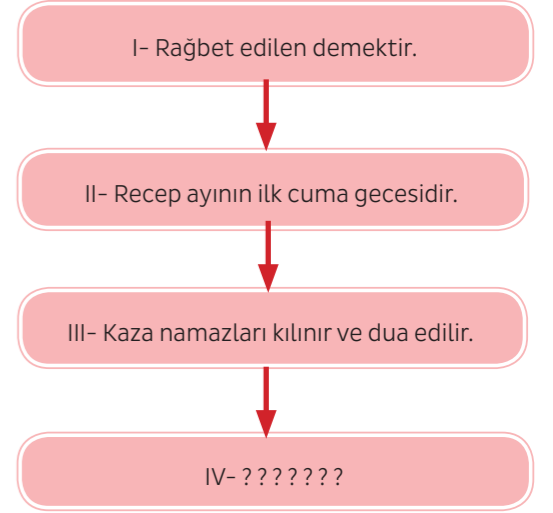 I- Rağbet edilen demektir.
II- Recep ayının ilk cuma gecesidir.
III- Kaza namazları kılınır ve dua edilir.
IV- ? ? ? ? ? ? ?